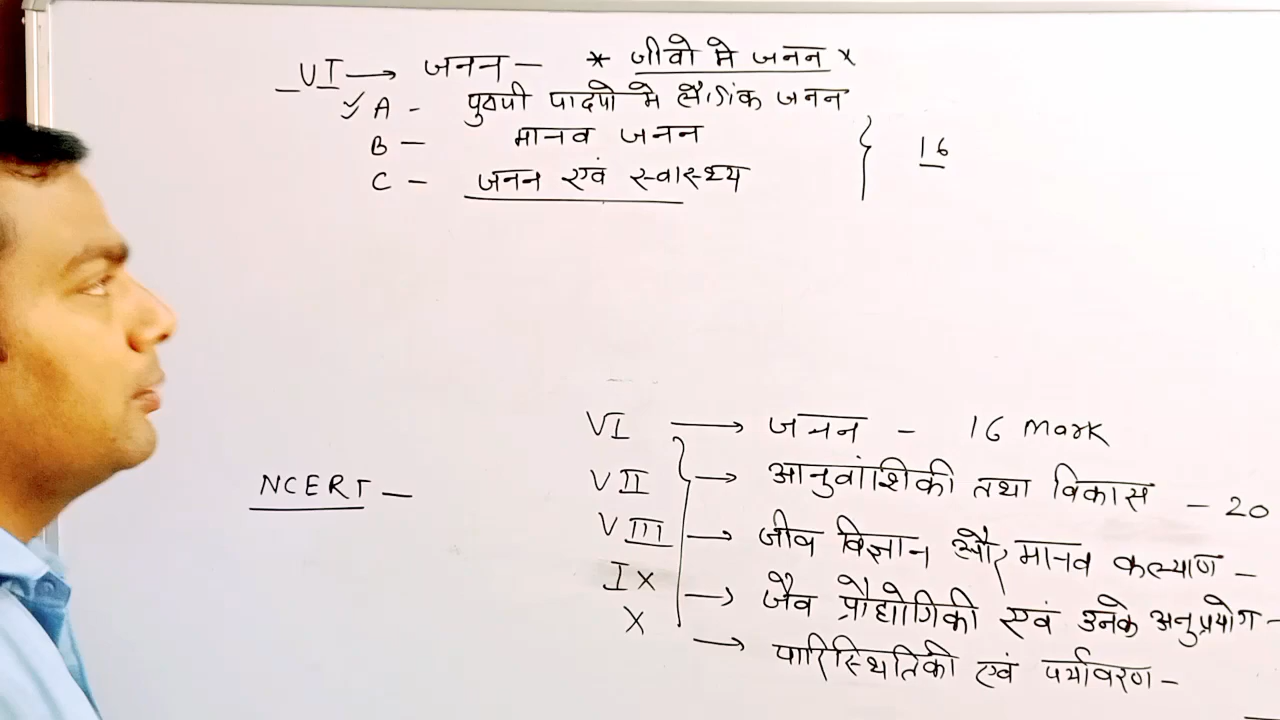 VI → जनन – * जीवो मे जनन x
✓ A - पुष्पी पादपो मे लैंगिक जनन
B – मानव जनन
C – जनन एवं स्वास्थ्य
} 16
VI → जनन - 16 mark
VII → आनुवांशिकी तथा विकास - 20
VIII → जीव विज्ञान और मानव कल्याण –
IX → जैव प्रौद्योगिकी एवं उनके अनुप्रयोग -
X → पारिस्थितिकी एवं पर्यावरण –
NCERT –